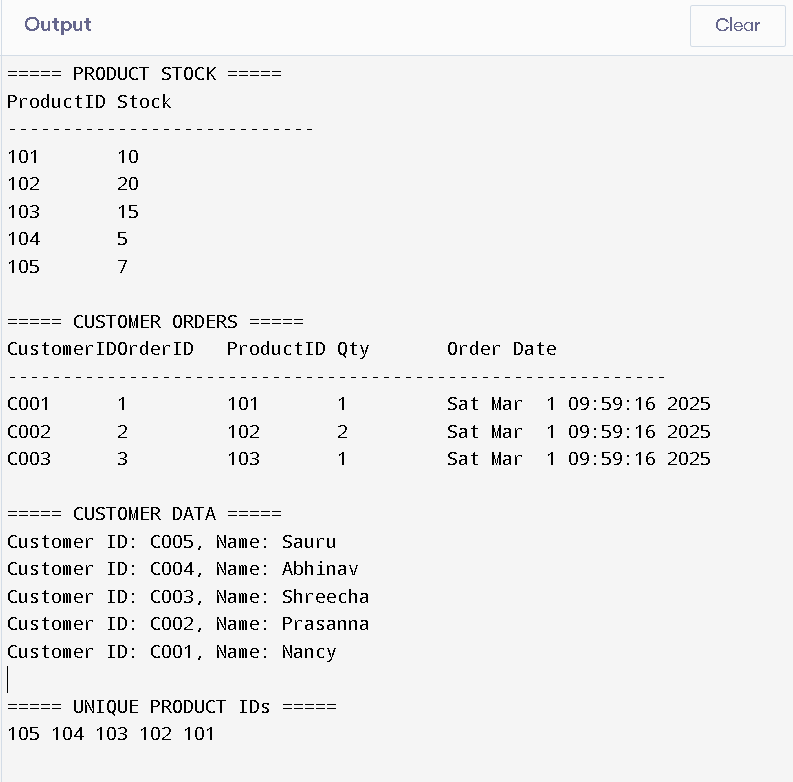 Output
Clear
===== PRODUCT STOCK =====
ProductID Stock
----------------------------
101       10
102       20
103       15
104       5
105       7
===== CUSTOMER ORDERS =====
CustomerIDOrderID   ProductID Qty       Order Date
------------------------------------------------------------
C001      1         101       1         Sat Mar  1 09:59:16 2025
C002      2         102       2         Sat Mar  1 09:59:16 2025
C003      3         103       1         Sat Mar  1 09:59:16 2025
===== CUSTOMER DATA =====
Customer ID: C005, Name: Sauru
Customer ID: C004, Name: Abhinav
Customer ID: C003, Name: Shreecha
Customer ID: C002, Name: Prasanna
Customer ID: C001, Name: Nancy
===== UNIQUE PRODUCT IDs =====
105 104 103 102 101